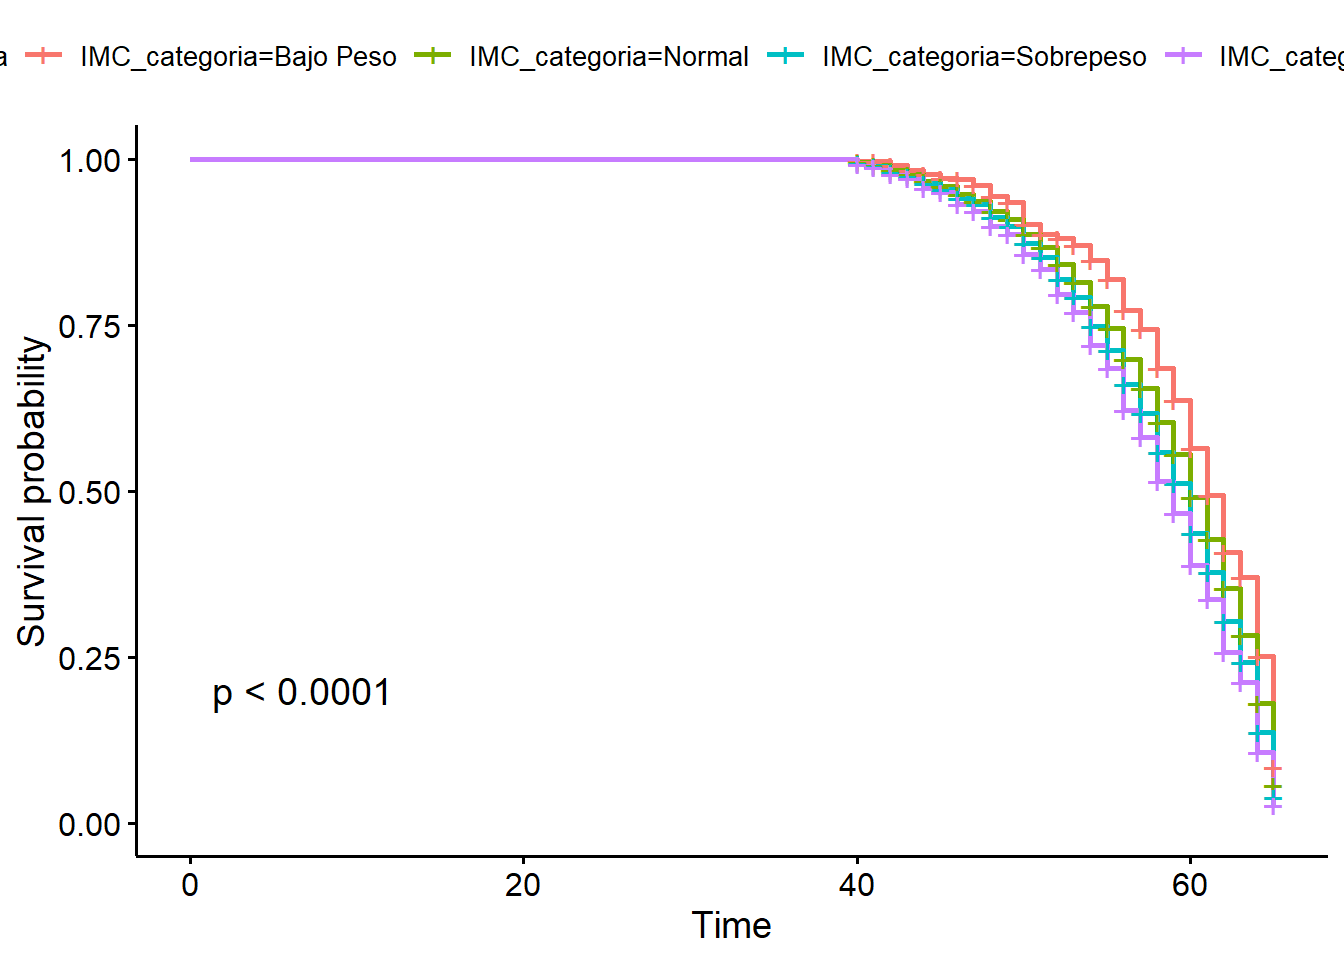 a IMC_categoria=Bajo Peso IMC_categoria=Normal IMC_categoria=Sobrepeso IMC_categ
1.00
0.75
0.50
0.25
0.00
Survival probability
p < 0.0001
0 20 40 60
Time